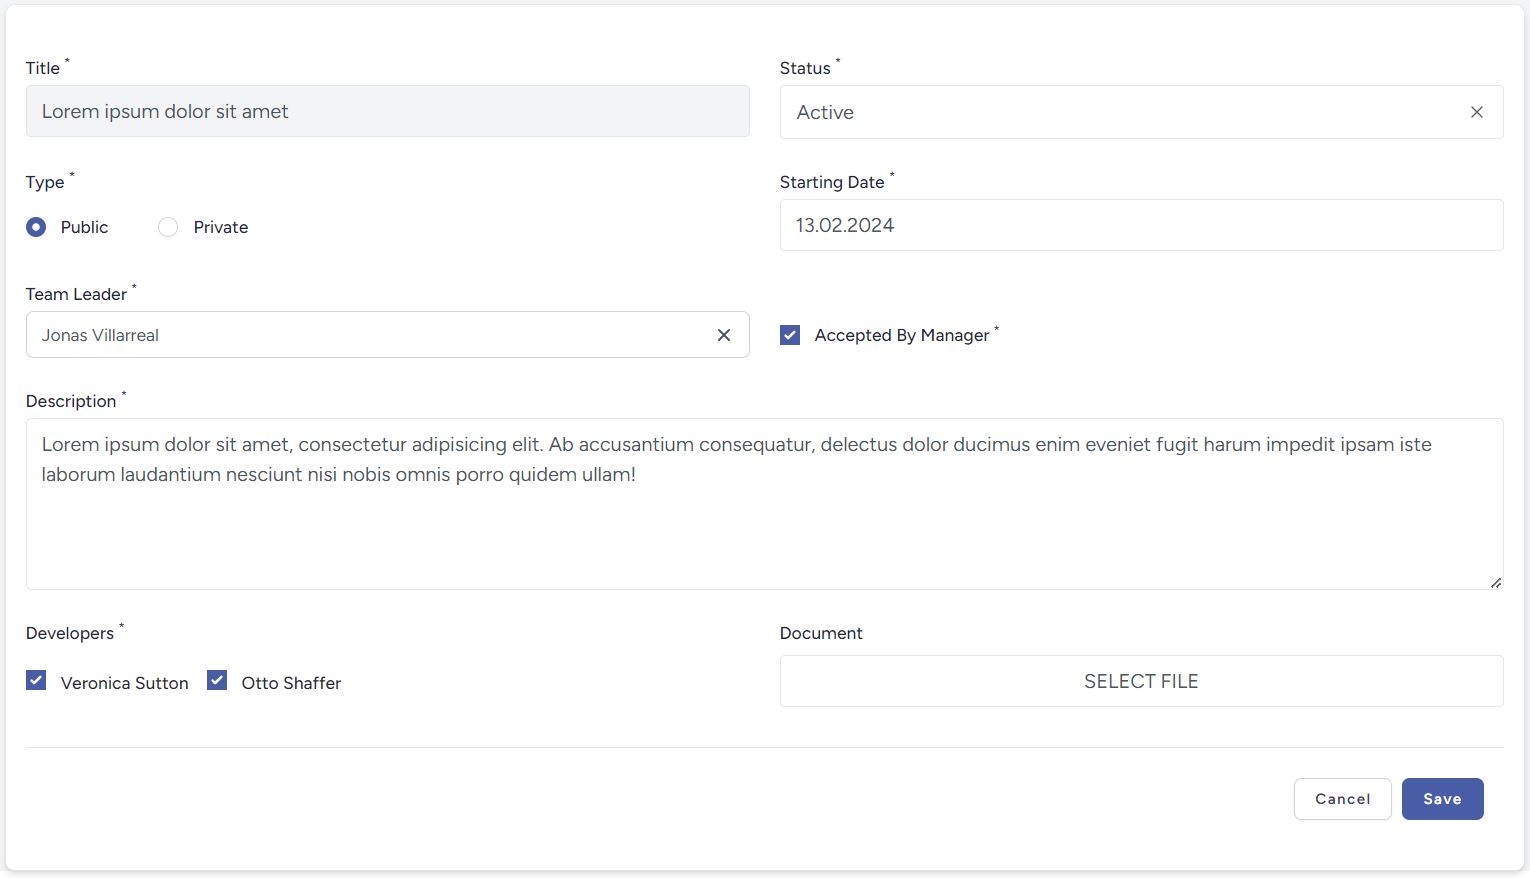 Title *
Lorem ipsum dolor sit amet
Status *
Active
Type *
Public
Private
Starting Date *
13.02.2024
Team Leader *
Jonas Villarreal
Accepted By Manager *
Description *
Lorem ipsum dolor sit amet, consectetur adipisicing elit. Ab accusantium consequatur, delectus dolor ducimus enim eveniet fugit harum impedit ipsam iste
laborum laudantium nesciunt nisi nobis omnis porro quidem ullam!
Developers *
Veronica Sutton
Otto Shaffer
Document
SELECT FILE
Cancel
Save